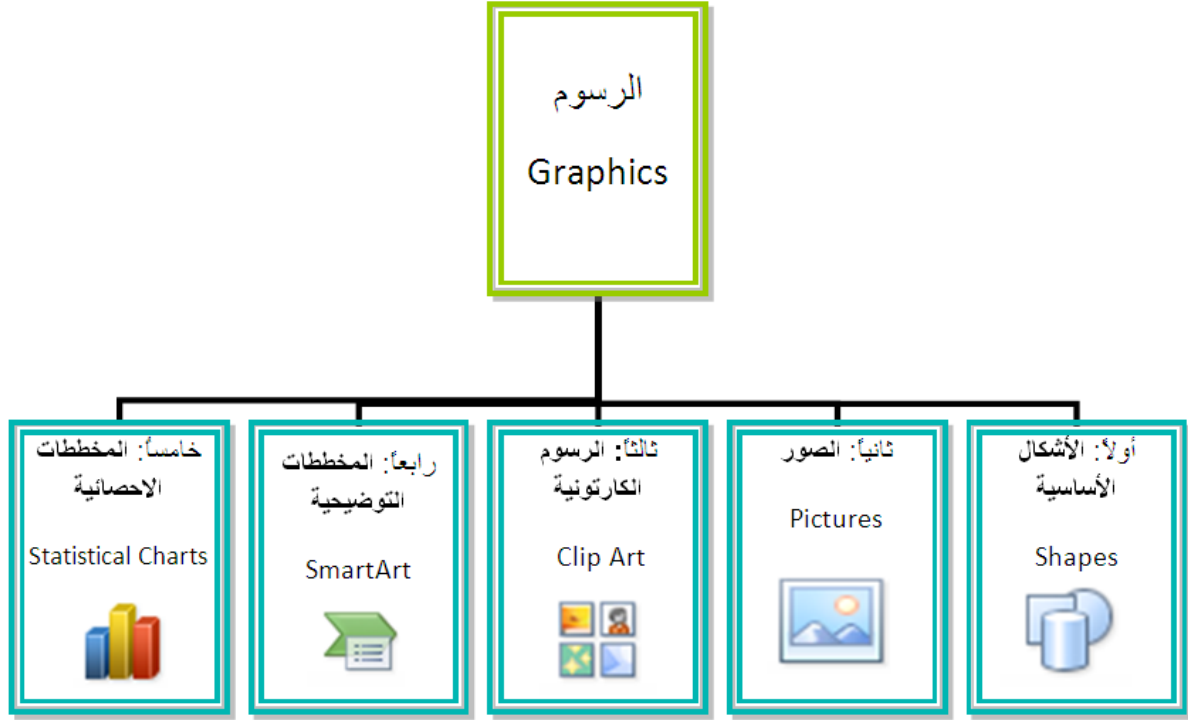 الرسوم
Graphics
أولاً: الأشكال
الأساسية
Shapes
ثانياً: الصور
Pictures
ثالثاً: الرسوم
الكارتونية
Clip Art
رابعاً: المخططات
التوضيحية
SmartArt
خامساً: المخططات
الاحصائية
Statistical Charts